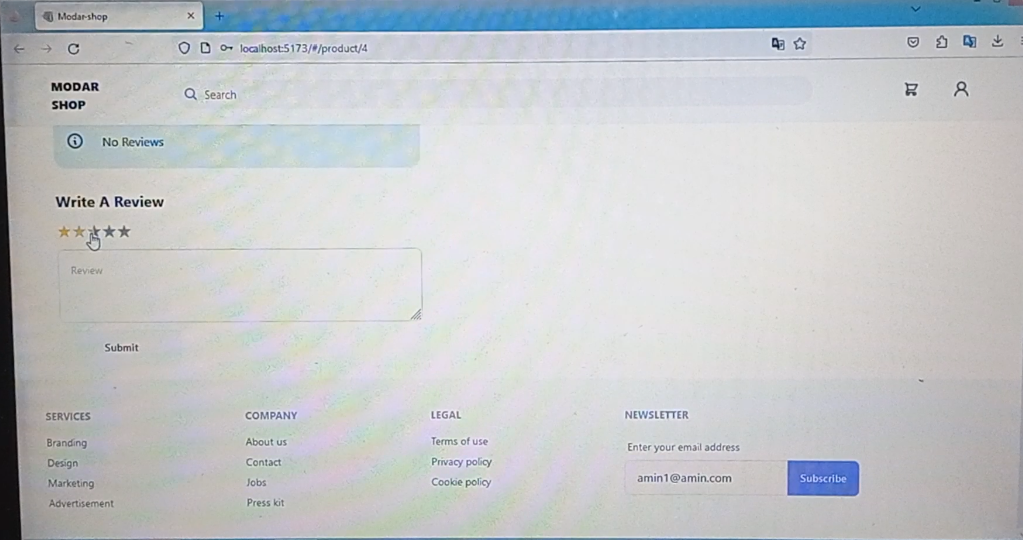 Modar-shop
localhost:5173/#/product/4
MODAR
SHOP
Search
No Reviews
Write A Review
Review
Submit
SERVICES
Branding
Design
Marketing
Advertisement
COMPANY
About us
Contact
Jobs
Press kit
LEGAL
Terms of use
Privacy policy
Cookie policy
NEWSLETTER
Enter your email address
amin1@amin.com
Subscribe